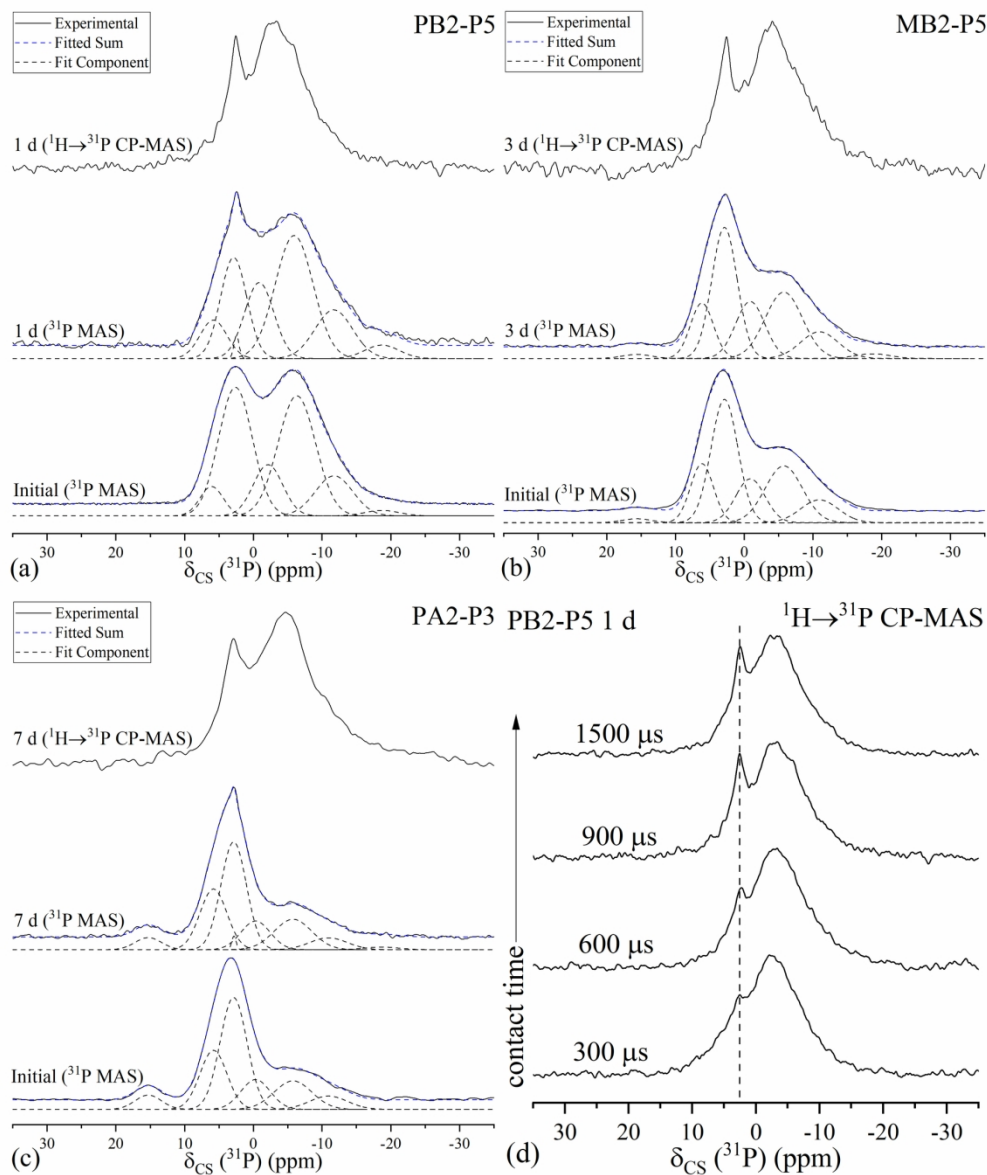 Experimental
Fitted Sum
Fit Component
PB2-P5
1 d (¹H→³¹P CP-MAS)
1 d (³¹P MAS)
Initial (³¹P MAS)
30 20 10 0 -10 -20 -30
(a) δCS (³¹P) (ppm)
Experimental
Fitted Sum
Fit Component
MB2-P5
3 d (¹H→³¹P CP-MAS)
3 d (³¹P MAS)
Initial (³¹P MAS)
30 20 10 0 -10 -20 -30
(b) δCS (³¹P) (ppm)
Experimental
Fitted Sum
Fit Component
PA2-P3
7 d (¹H→³¹P CP-MAS)
7 d (³¹P MAS)
Initial (³¹P MAS)
30 20 10 0 -10 -20 -30
(c) δCS (³¹P) (ppm)
PB2-P5 1 d ¹H→³¹P CP-MAS
1500 μs
900 μs
600 μs
300 μs
contact time
30 20 10 0 -10 -20 -30
δCS (³¹P) (ppm) (d)